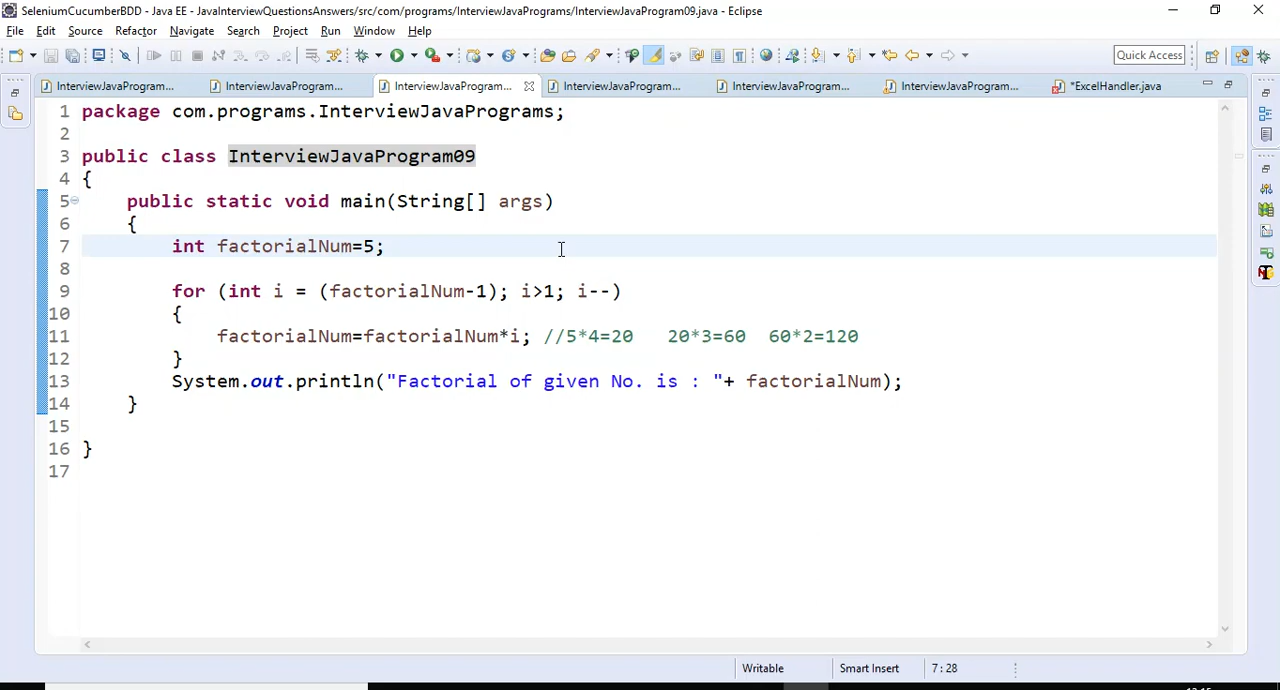 SeleniumCucumberBDD - Java EE - JavaInterviewQuestionsAnswers/src/com/programs/InterviewJavaPrograms/InterviewJavaProgram09.java - Eclipse
File Edit Source Refactor Navigate Search Project Run Window Help
Quick Access
InterviewJavaProgram... InterviewJavaProgram... InterviewJavaProgram... InterviewJavaProgram... InterviewJavaProgram... InterviewJavaProgram... *ExcelHandler.java
1 package com.programs.InterviewJavaPrograms;
2
3 public class InterviewJavaProgram09
4 {
5 public static void main(String[] args)
6 {
7 int factorialNum=5;
8
9 for (int i = (factorialNum-1); i>1; i--)
10 {
11 factorialNum=factorialNum*i; //5*4=20 20*3=60 60*2=120
12 }
13 System.out.println("Factorial of given No. is : "+ factorialNum);
14 }
15
16 }
17
Writable Smart Insert 7 : 28